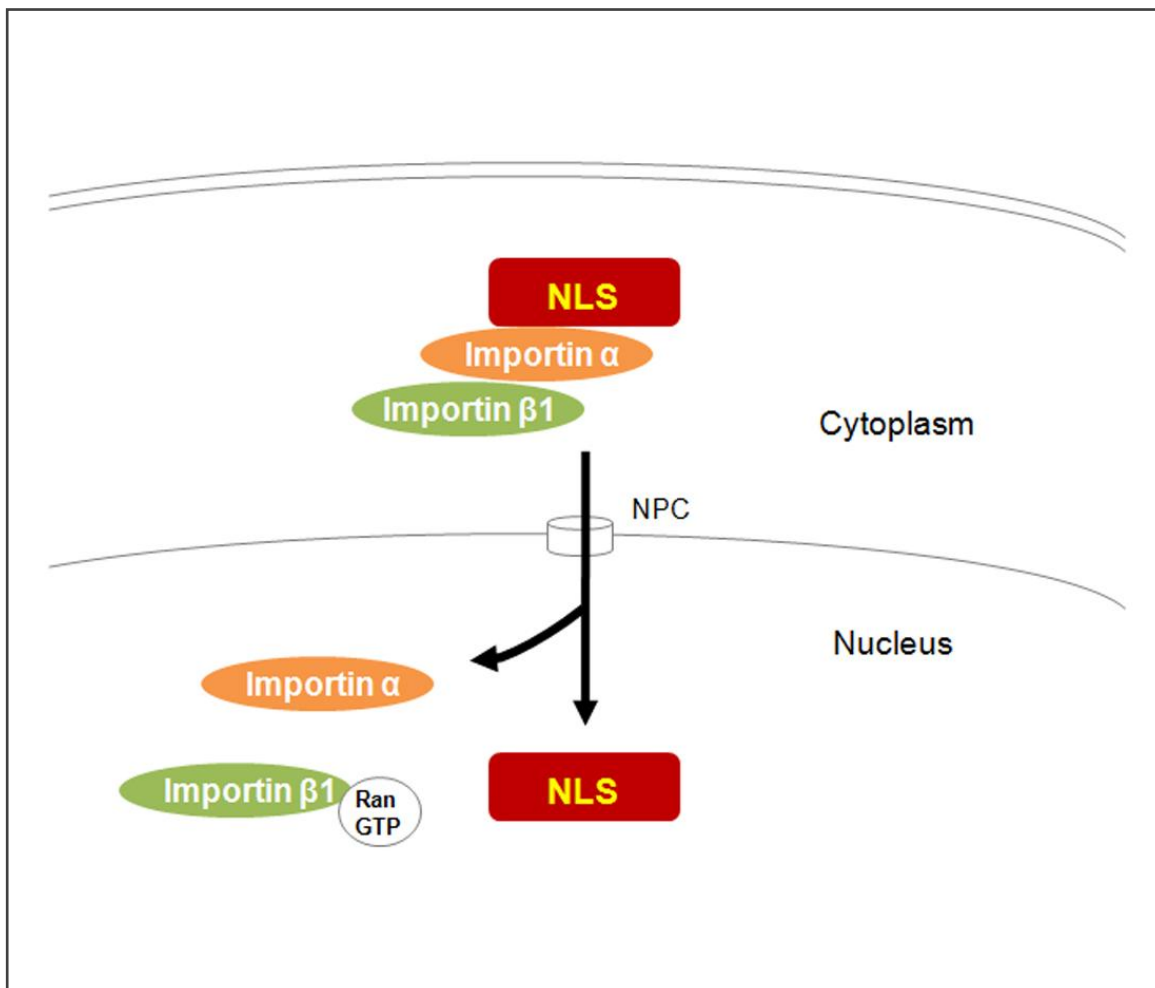 NLS
Importin α
Importin β1
Cytoplasm
NPC
Nucleus
Importin α
Importin β1
Ran
GTP
NLS